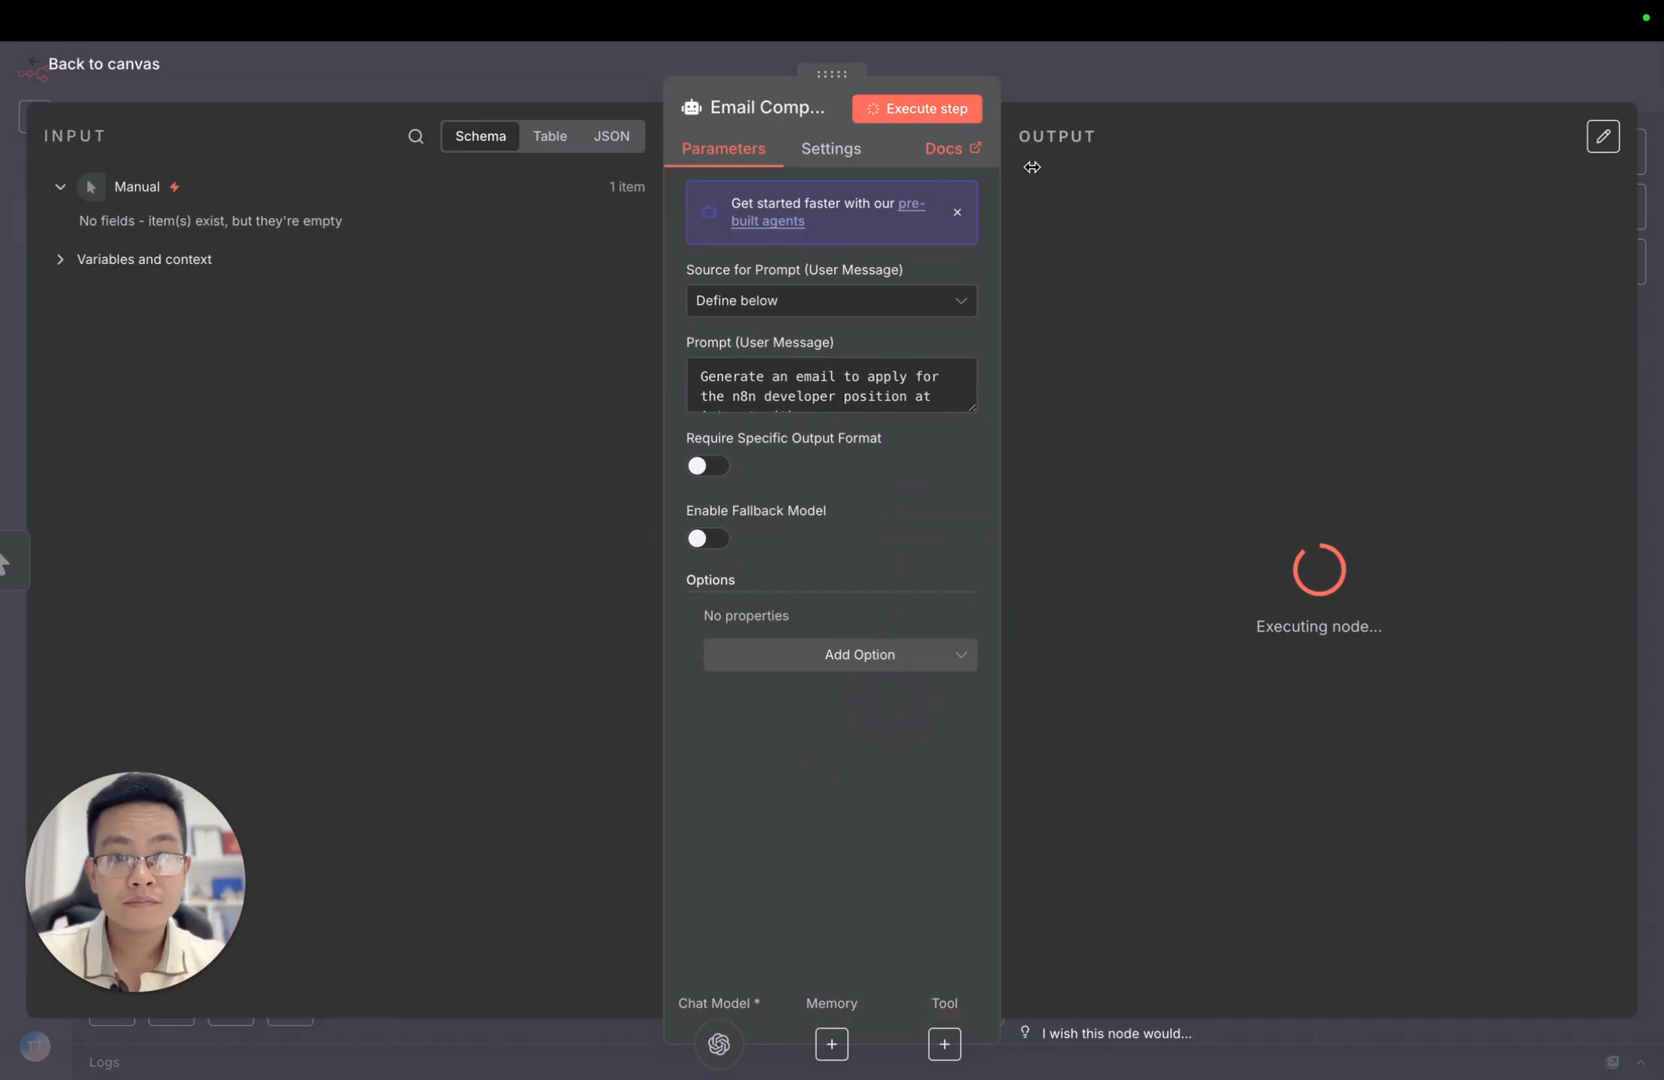 Back to canvas
INPUT
Schema
Table
JSON
Manual
1 item
No fields - item(s) exist, but they're empty
Variables and context
Email Comp...
Execute step
Parameters
Settings
Docs
Get started faster with our pre-
built agents
Source for Prompt (User Message)
Define below
Prompt (User Message)
Generate an email to apply for
the n8n developer position at
Require Specific Output Format
Enable Fallback Model
Options
No properties
Add Option
Chat Model *
Memory
Tool
OUTPUT
Executing node...
I wish this node would...
TT
Logs